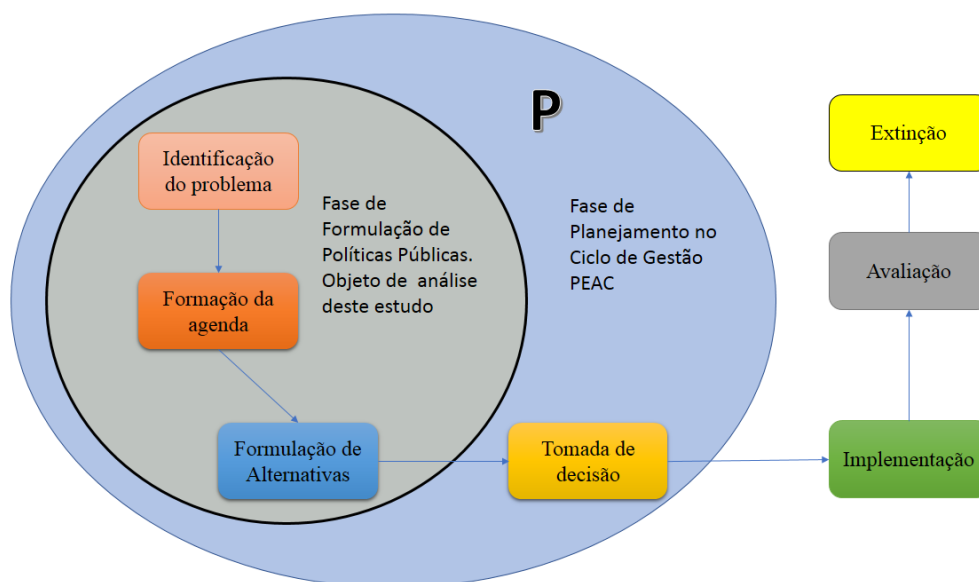 P
Identificação
do problema
Fase de
Formulação de
Políticas Públicas.
Objeto de análise
deste estudo
Fase de
Planejamento no
Ciclo de Gestão
PEAC
Formação da
agenda
Formulação de
Alternativas
Tomada de
decisão
Implementação
Avaliação
Extinção